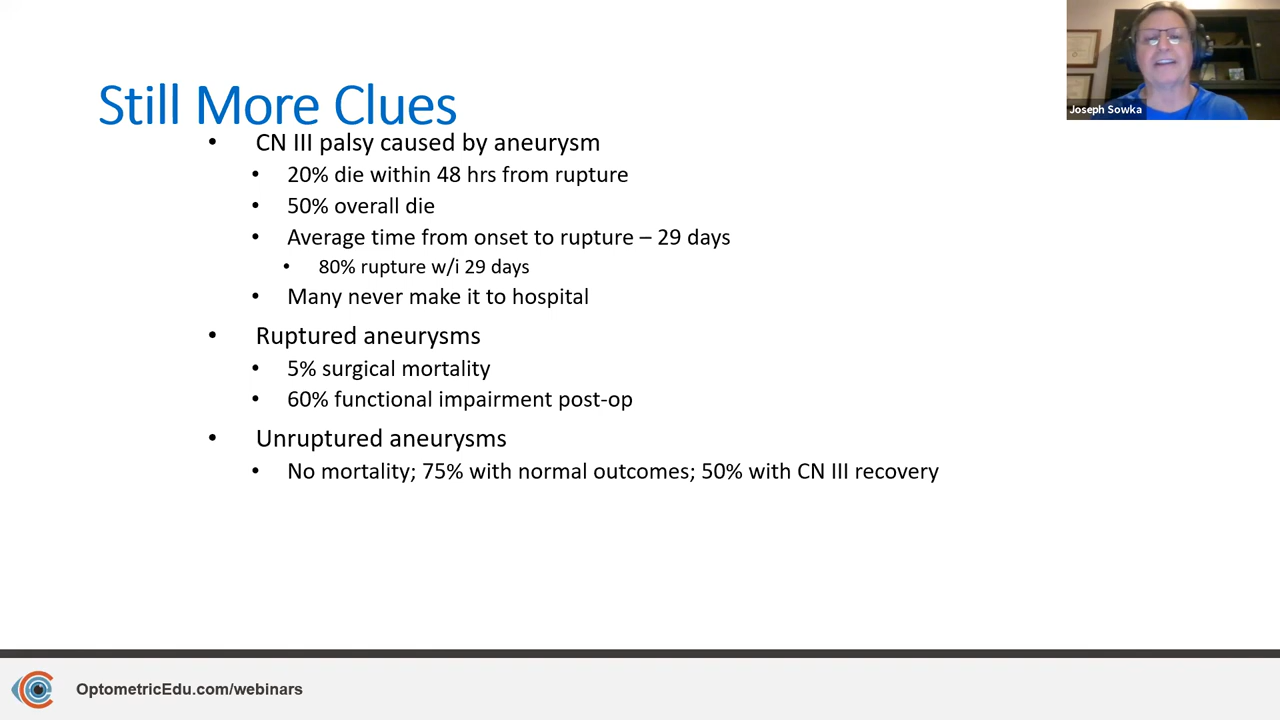 Still More Clues
• CN III palsy caused by aneurysm
• 20% die within 48 hrs from rupture
• 50% overall die
• Average time from onset to rupture – 29 days
• 80% rupture w/i 29 days
• Many never make it to hospital
• Ruptured aneurysms
• 5% surgical mortality
• 60% functional impairment post-op
• Unruptured aneurysms
• No mortality; 75% with normal outcomes; 50% with CN III recovery
Joseph Sowka
OptometricEdu.com/webinars